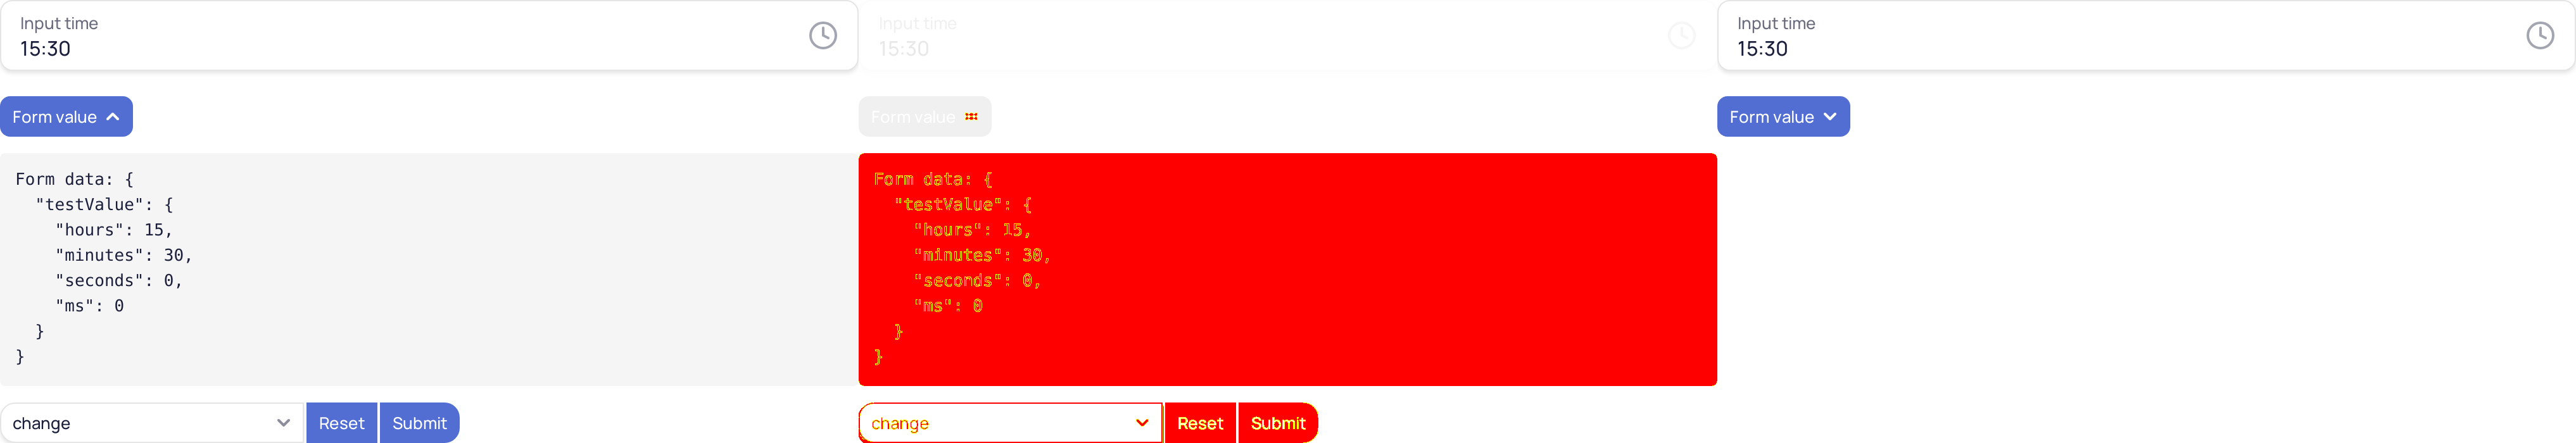 Input time
15:30
Form value
Form data: {
  "testValue": {
    "hours": 15,
    "minutes": 30,
    "seconds": 0,
    "ms": 0
  }
}
change
Reset
Submit
Input time
15:30
Form value
Form data: {
  "testValue": {
    "hours": 15,
    "minutes": 30,
    "seconds": 0,
    "ms": 0
  }
}
change
Reset
Submit
Input time
15:30
Form value